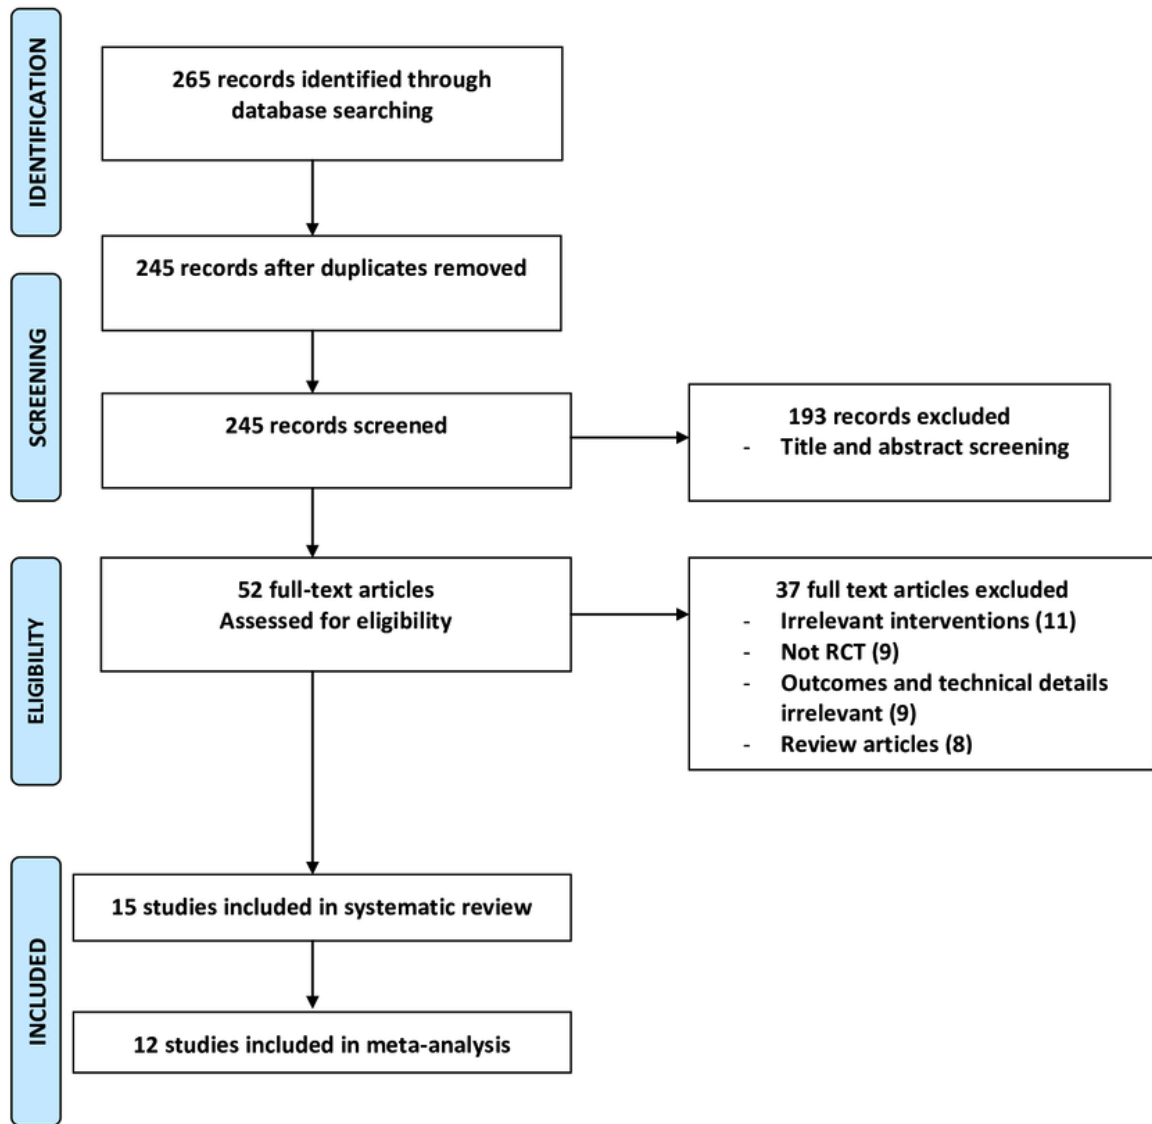 IDENTIFICATION
265 records identified through
database searching
245 records after duplicates removed
SCREENING
245 records screened
193 records excluded
- Title and abstract screening
ELIGIBILITY
52 full-text articles
Assessed for eligibility
37 full text articles excluded
- Irrelevant interventions (11)
- Not RCT (9)
- Outcomes and technical details
irrelevant (9)
- Review articles (8)
INCLUDED
15 studies included in systematic review
12 studies included in meta-analysis